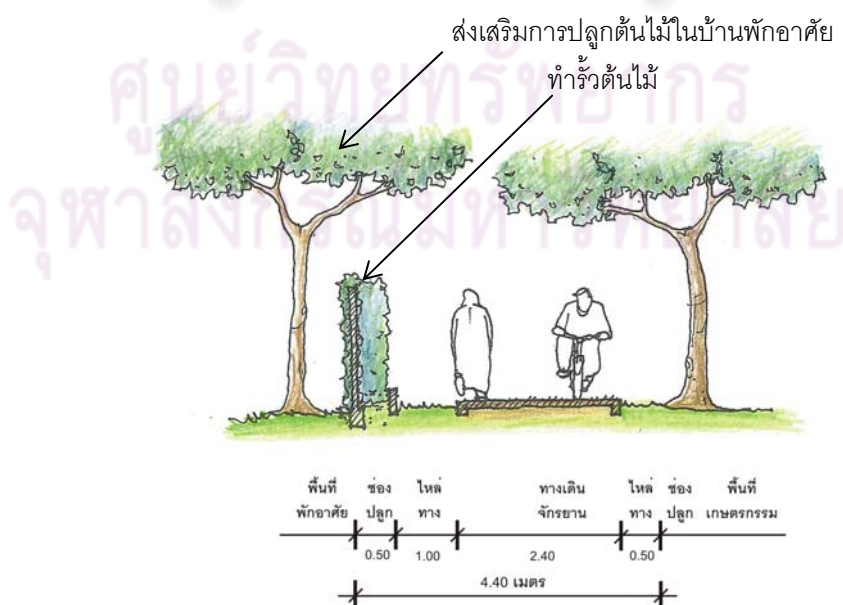 ส่งเสริมการปลูกต้นไม้ในบ้านพักอาศัย
ทำรั้วต้นไม้
ศูนย์วิทยทรัพยากร
จุฬาลงกรณ์มหาวิทยาลัย
พื้นที่ ช่อง ไหล่ ทางเดิน ไหล่ ช่อง พื้นที่
พักอาศัย ปลูก ทาง จักรยาน ทาง ปลูก เกษตรกรรม
0.50 1.00 2.40 0.50
4.40 เมตร